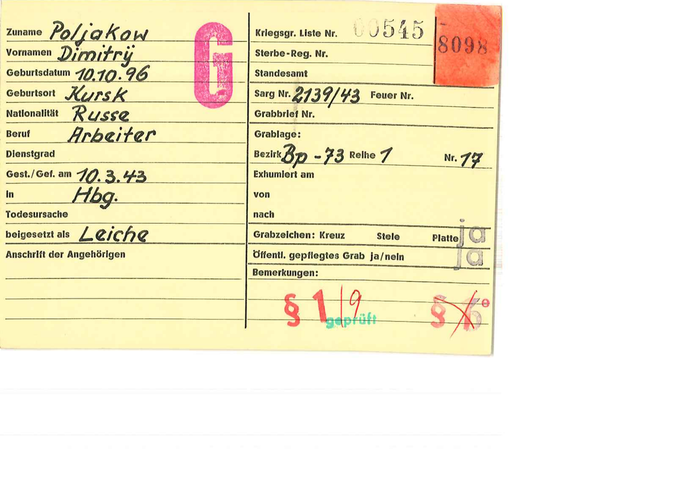 Zuname Poljakow
Vornamen Dimitrij
Geburtsdatum 10.10.96
Geburtsort Kursk
Nationalität Russe
Beruf Arbeiter
Dienstgrad
Gest./Gef. am 10.3.43
in Hbg.
Todesursache
beigesetzt als Leiche
Anschrift der Angehörigen
G
Kriegsgr. Liste Nr. 00545
8098
Sterbe-Reg. Nr.
Standesamt
Sarg Nr. 2139/43 Feuer Nr.
Grabbrief Nr.
Grablage:
Bezirk Bp-73 Reihe 1 Nr. 17
Exhumiert am
von
nach
Grabzeichen: Kreuz Stele Platte ja
Öffentl. gepflegtes Grab ja/nein ja
Bemerkungen:
§ 1/9 §
geprüft